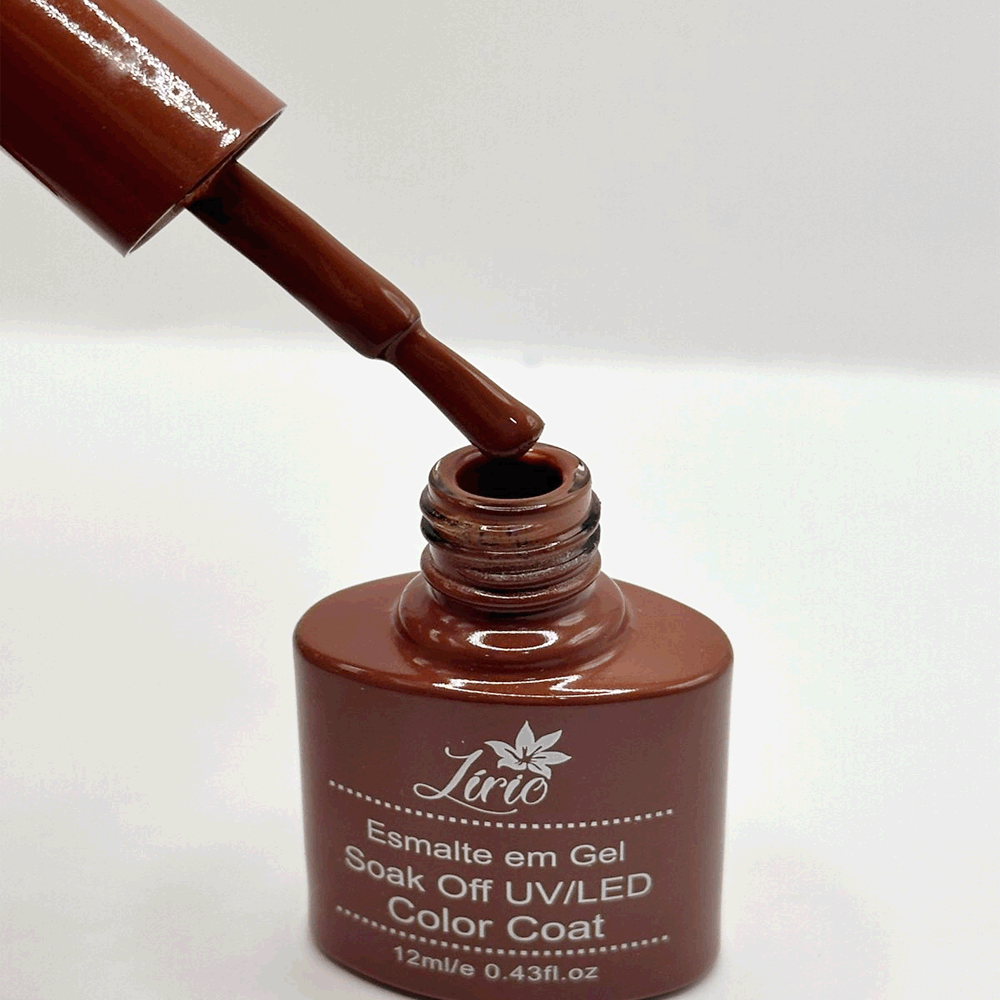 Lírio
Esmalte em Gel
Soak Off UV/LED
Color Coat
12ml/e 0.43fl.oz